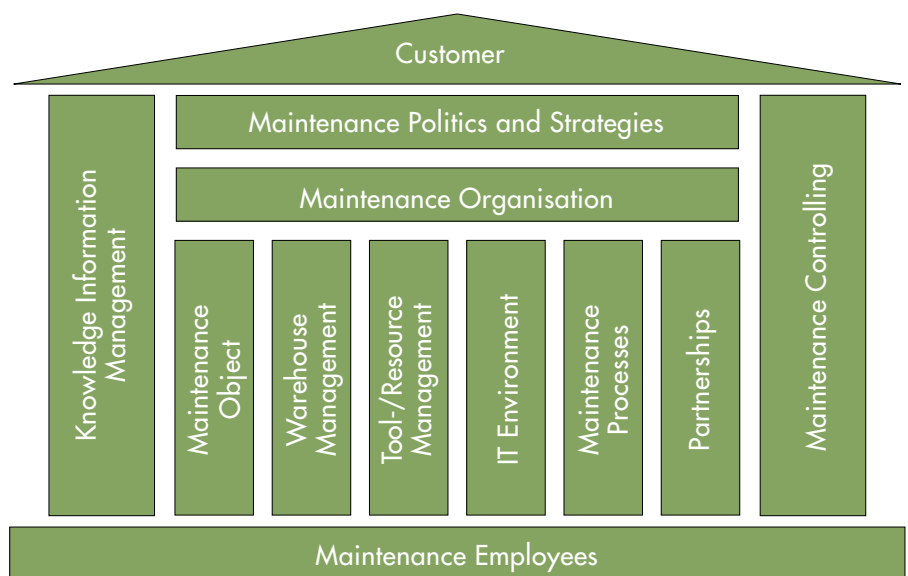 Customer
Maintenance Politics and Strategies
Maintenance Organisation
Knowledge Information
Management
Maintenance
Object
Warehouse
Management
Tool-/Resource
Management
IT Environment
Maintenance
Processes
Partnerships
Maintenance Controlling
Maintenance Employees